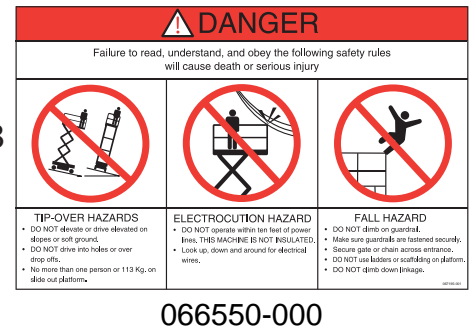 DANGER
Failure to read, understand, and obey the following safety rules
will cause death or serious injury
TIP-OVER HAZARDS
• DO NOT elevate or drive elevated on
slopes or soft ground.
• DO NOT drive into holes or over
drop offs.
• No more than one person or 113 Kg. on
slide out platform.
ELECTROCUTION HAZARD
• DO NOT operate within ten feet of power
lines. THIS MACHINE IS NOT INSULATED.
• Look up, down and around for electrical
wires.
FALL HAZARD
• DO NOT climb on guardrail.
• Make sure guardrails are fastened securely.
• Secure gate or chain across entrance.
• DO NOT use ladders or scaffolding on platform.
• DO NOT climb down linkage.
066550-000